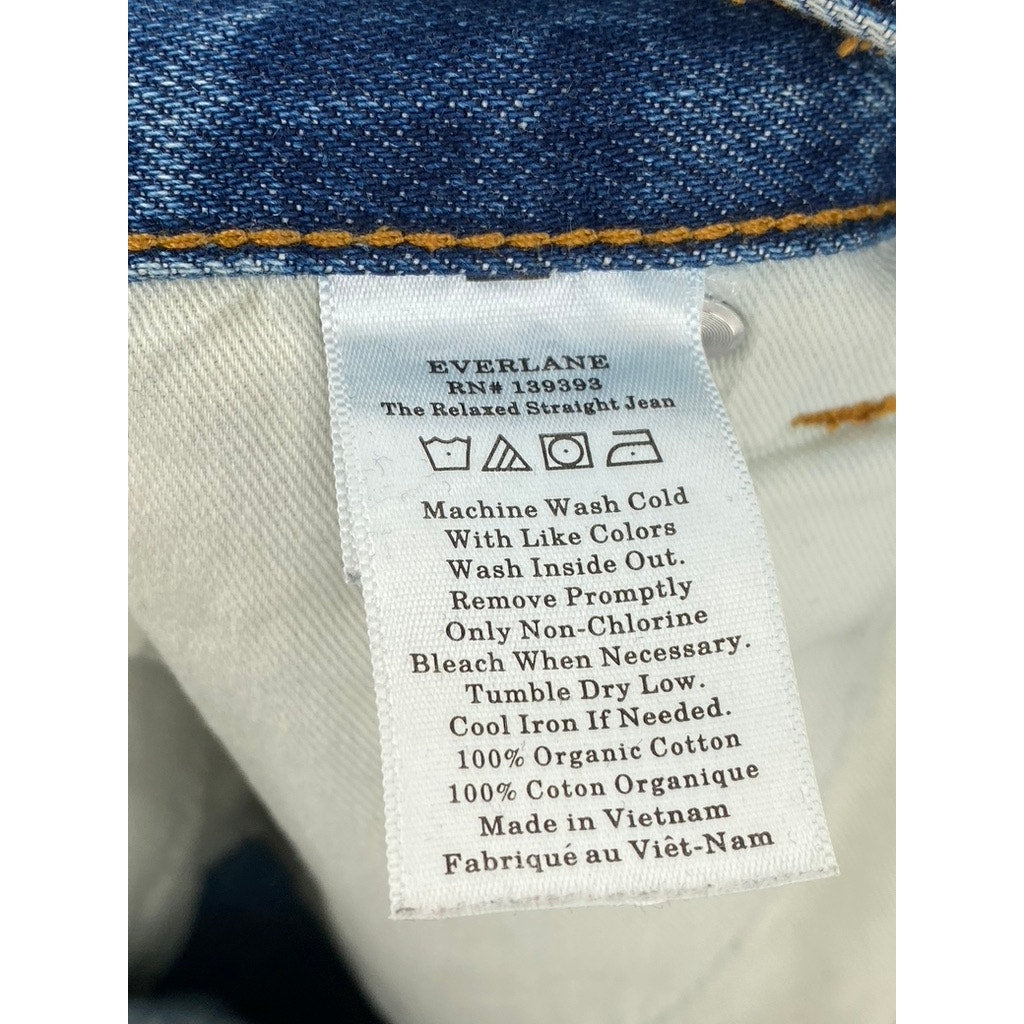 EVERLANE
RN# 139393
The Relaxed Straight Jean
Machine Wash Cold
With Like Colors
Wash Inside Out.
Remove Promptly
Only Non-Chlorine
Bleach When Necessary.
Tumble Dry Low.
Cool Iron If Needed.
100% Organic Cotton
100% Coton Organique
Made in Vietnam
Fabriqué au Viêt-Nam